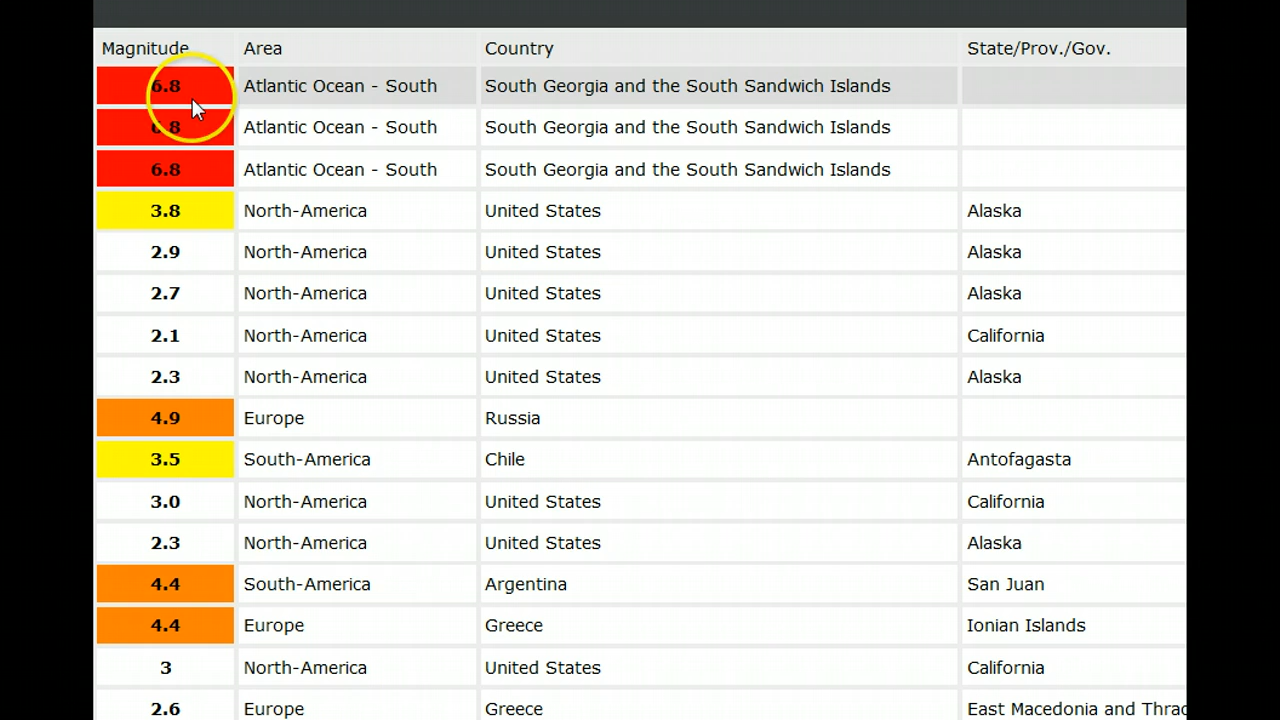 Magnitude Area Country State/Prov./Gov.
6.8 Atlantic Ocean - South South Georgia and the South Sandwich Islands
6.8 Atlantic Ocean - South South Georgia and the South Sandwich Islands
6.8 Atlantic Ocean - South South Georgia and the South Sandwich Islands
3.8 North-America United States Alaska
2.9 North-America United States Alaska
2.7 North-America United States Alaska
2.1 North-America United States California
2.3 North-America United States Alaska
4.9 Europe Russia
3.5 South-America Chile Antofagasta
3.0 North-America United States California
2.3 North-America United States Alaska
4.4 South-America Argentina San Juan
4.4 Europe Greece Ionian Islands
3 North-America United States California
2.6 Europe Greece East Macedonia and Thrac